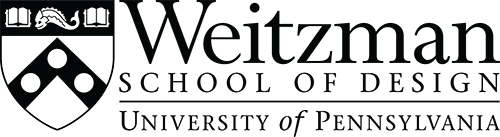 Weitzman
SCHOOL OF DESIGN
UNIVERSITY of PENNSYLVANIA